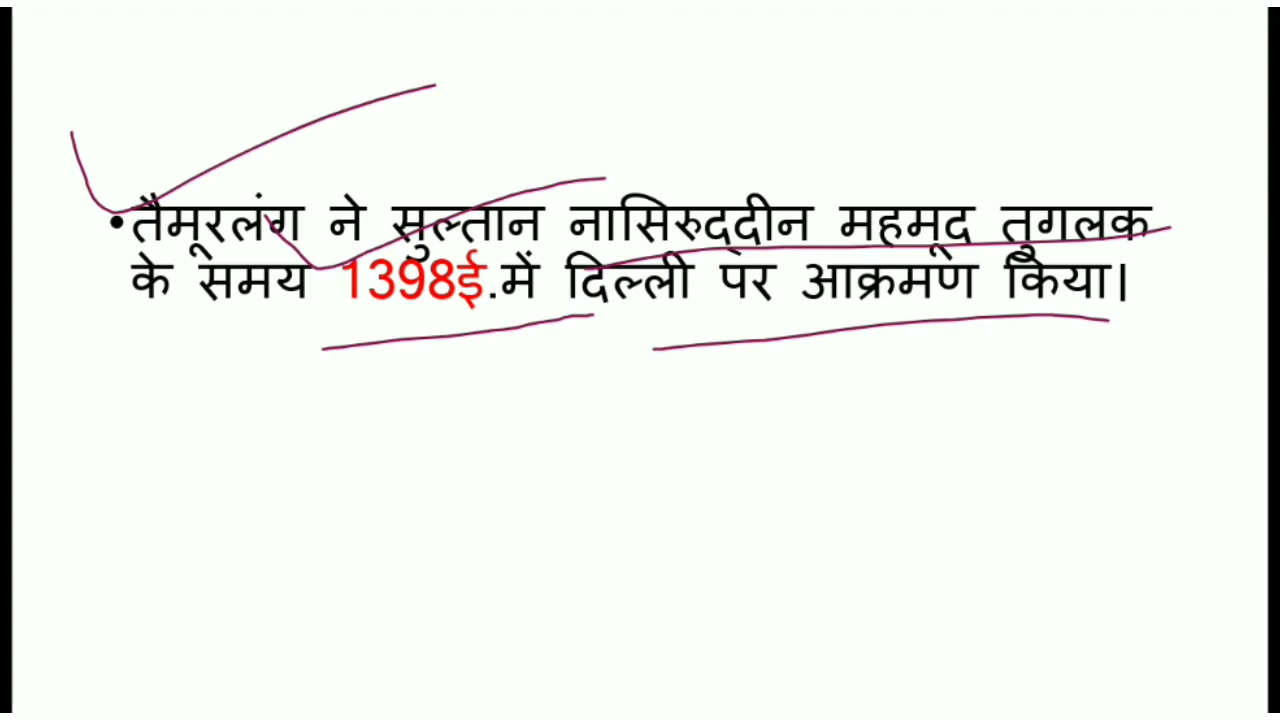 •तैमूरलंग ने सुल्तान नासिरुद्दीन महमूद तुगलक
के समय 1398ई.में दिल्ली पर आक्रमण किया।